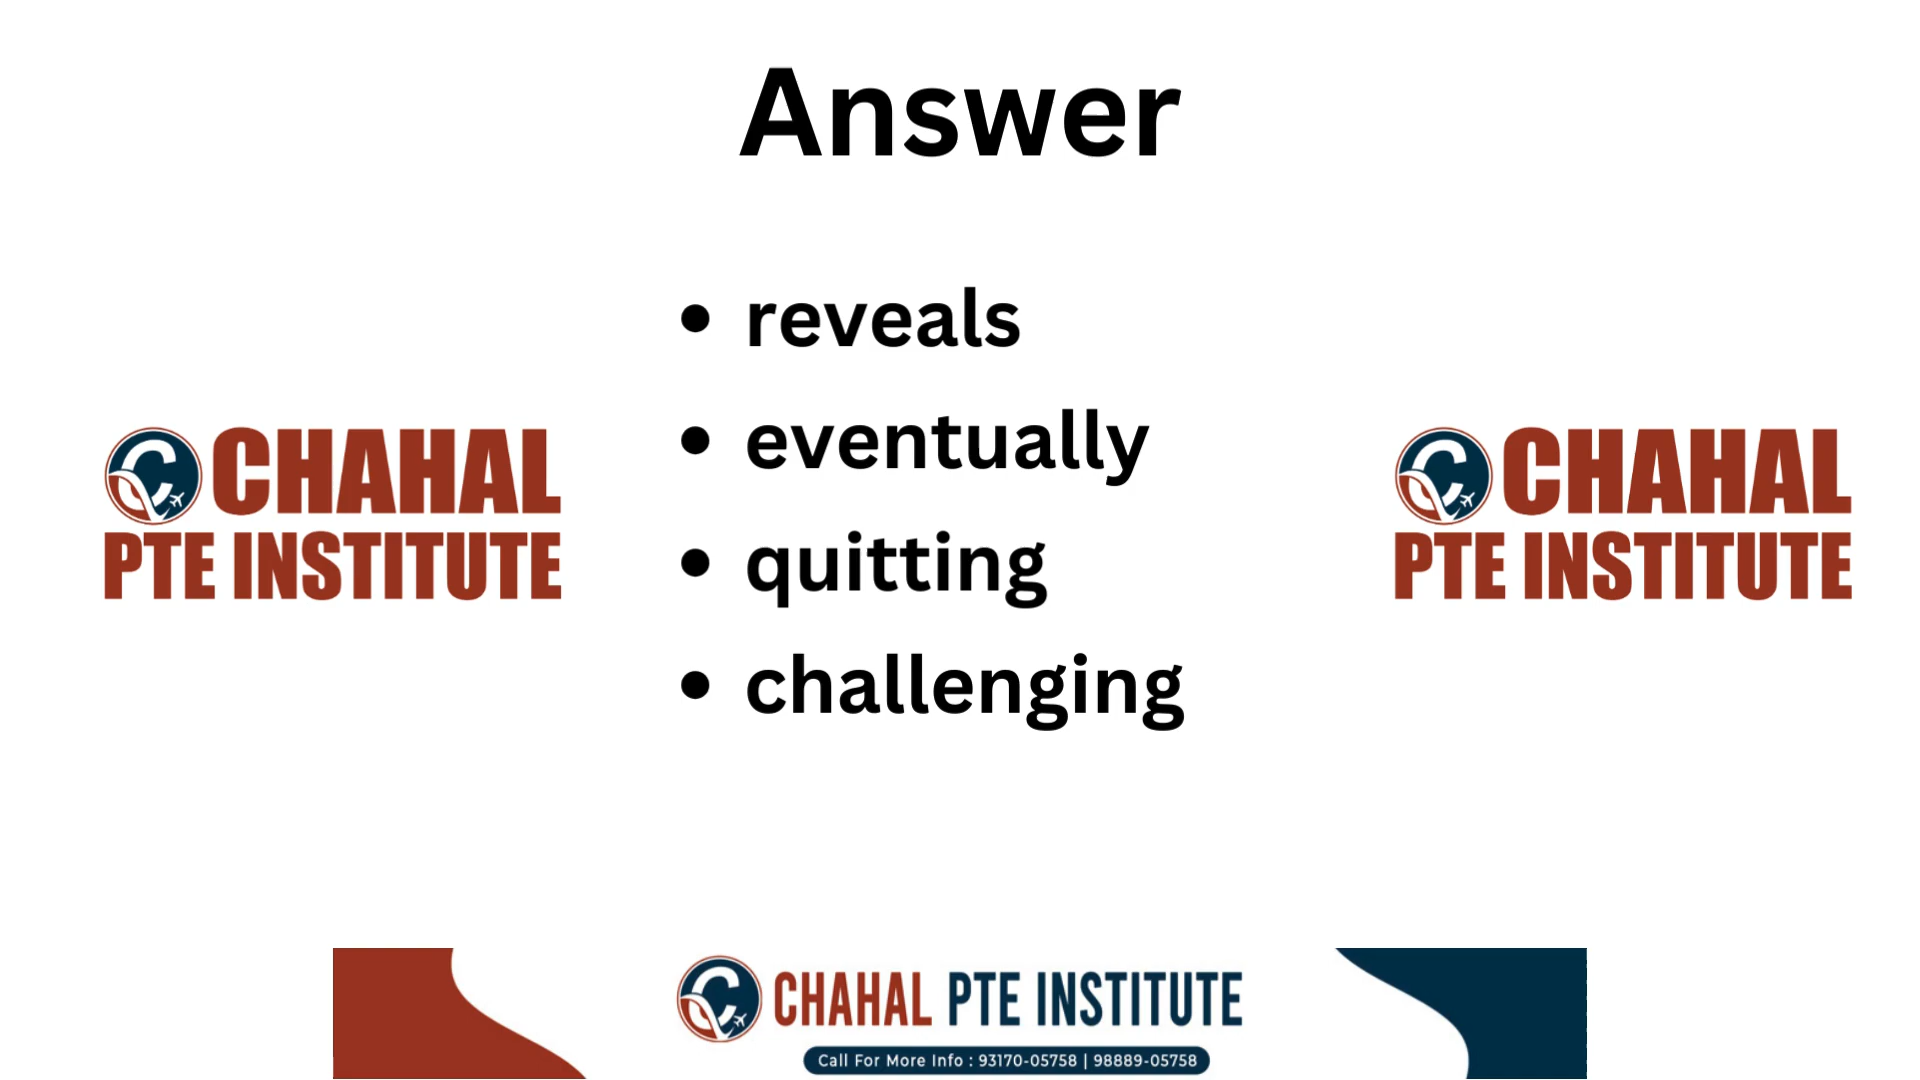 Answer
• reveals
• eventually
• quitting
• challenging
CHAHAL
PTE INSTITUTE
CHAHAL
PTE INSTITUTE
CHAHAL PTE INSTITUTE
Call For More Info : 93170-05758 | 98889-05758